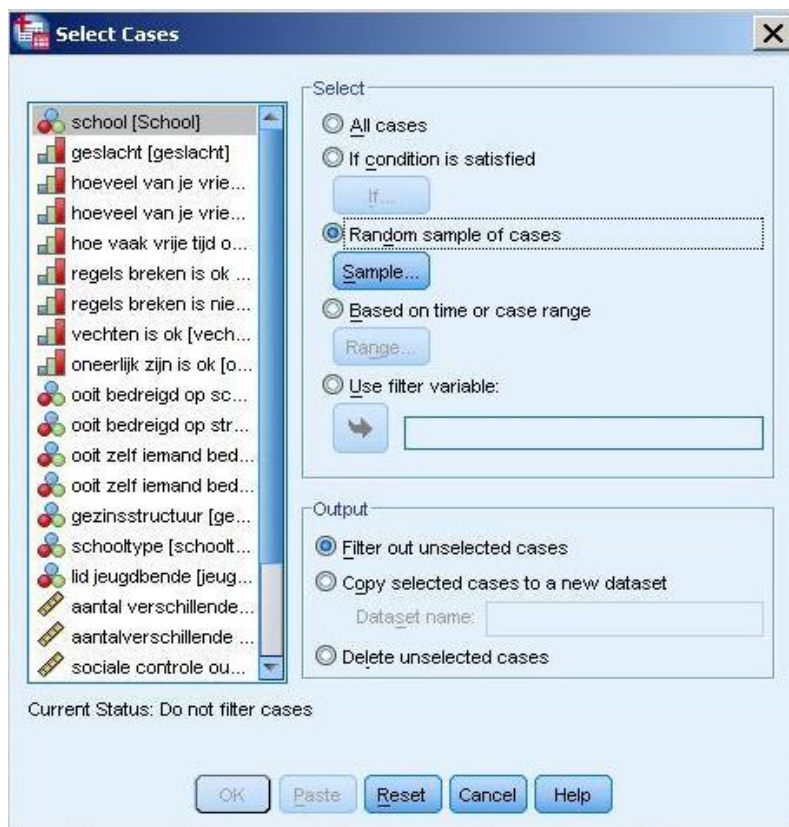 Select Cases
school [School]
geslacht [geslacht]
hoeveel van je vrie...
hoeveel van je vrie...
hoe vaak vrije tijd o...
regels breken is ok ...
regels breken is nie...
vechten is ok [vech...
oneerlijk zijn is ok [o...
ooit bedreigd op sc...
ooit bedreigd op str...
ooit zelf iemand bed...
ooit zelf iemand bed...
gezinsstructuur [ge...
schooltype [schoolt...
lid jeugdbende [jeug...
aantal verschillende...
aantalverschillende ...
sociale controle ou...
Current Status: Do not filter cases
Select
All cases
If condition is satisfied
If...
Random sample of cases
Sample...
Based on time or case range
Range...
Use filter variable:
Output
Filter out unselected cases
Copy selected cases to a new dataset
Dataset name:
Delete unselected cases
OK
Paste
Reset
Cancel
Help